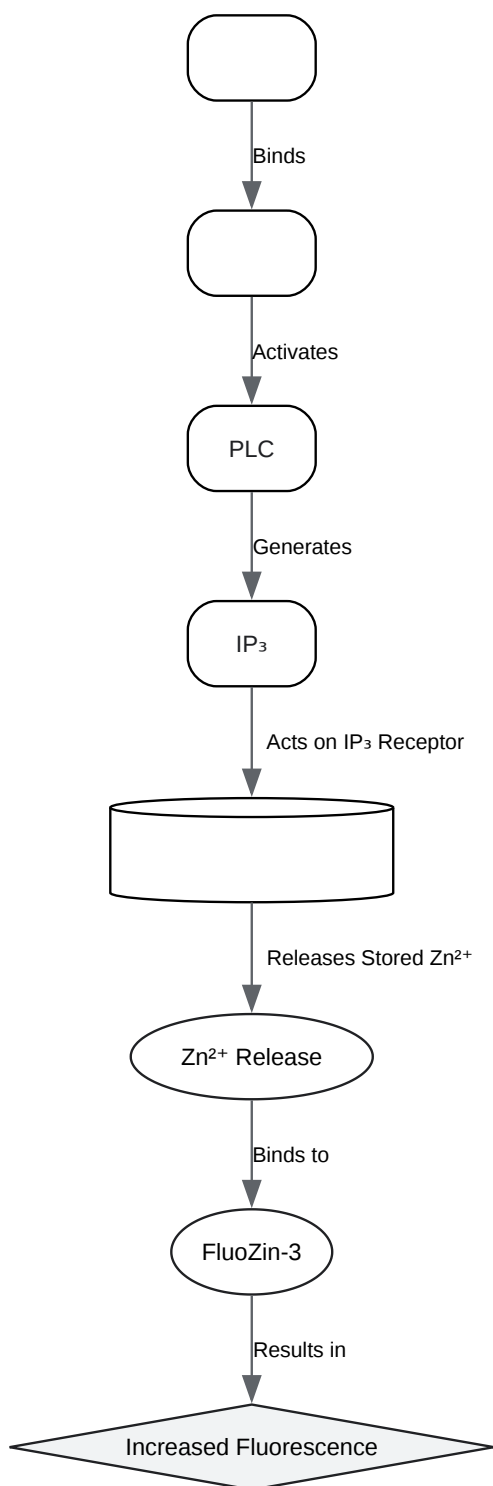 Binds
Activates
PLC
Generates
IP₃
Acts on IP₃ Receptor
Releases Stored Zn²⁺
Zn²⁺ Release
Binds to
FluoZin-3
Results in
Increased Fluorescence